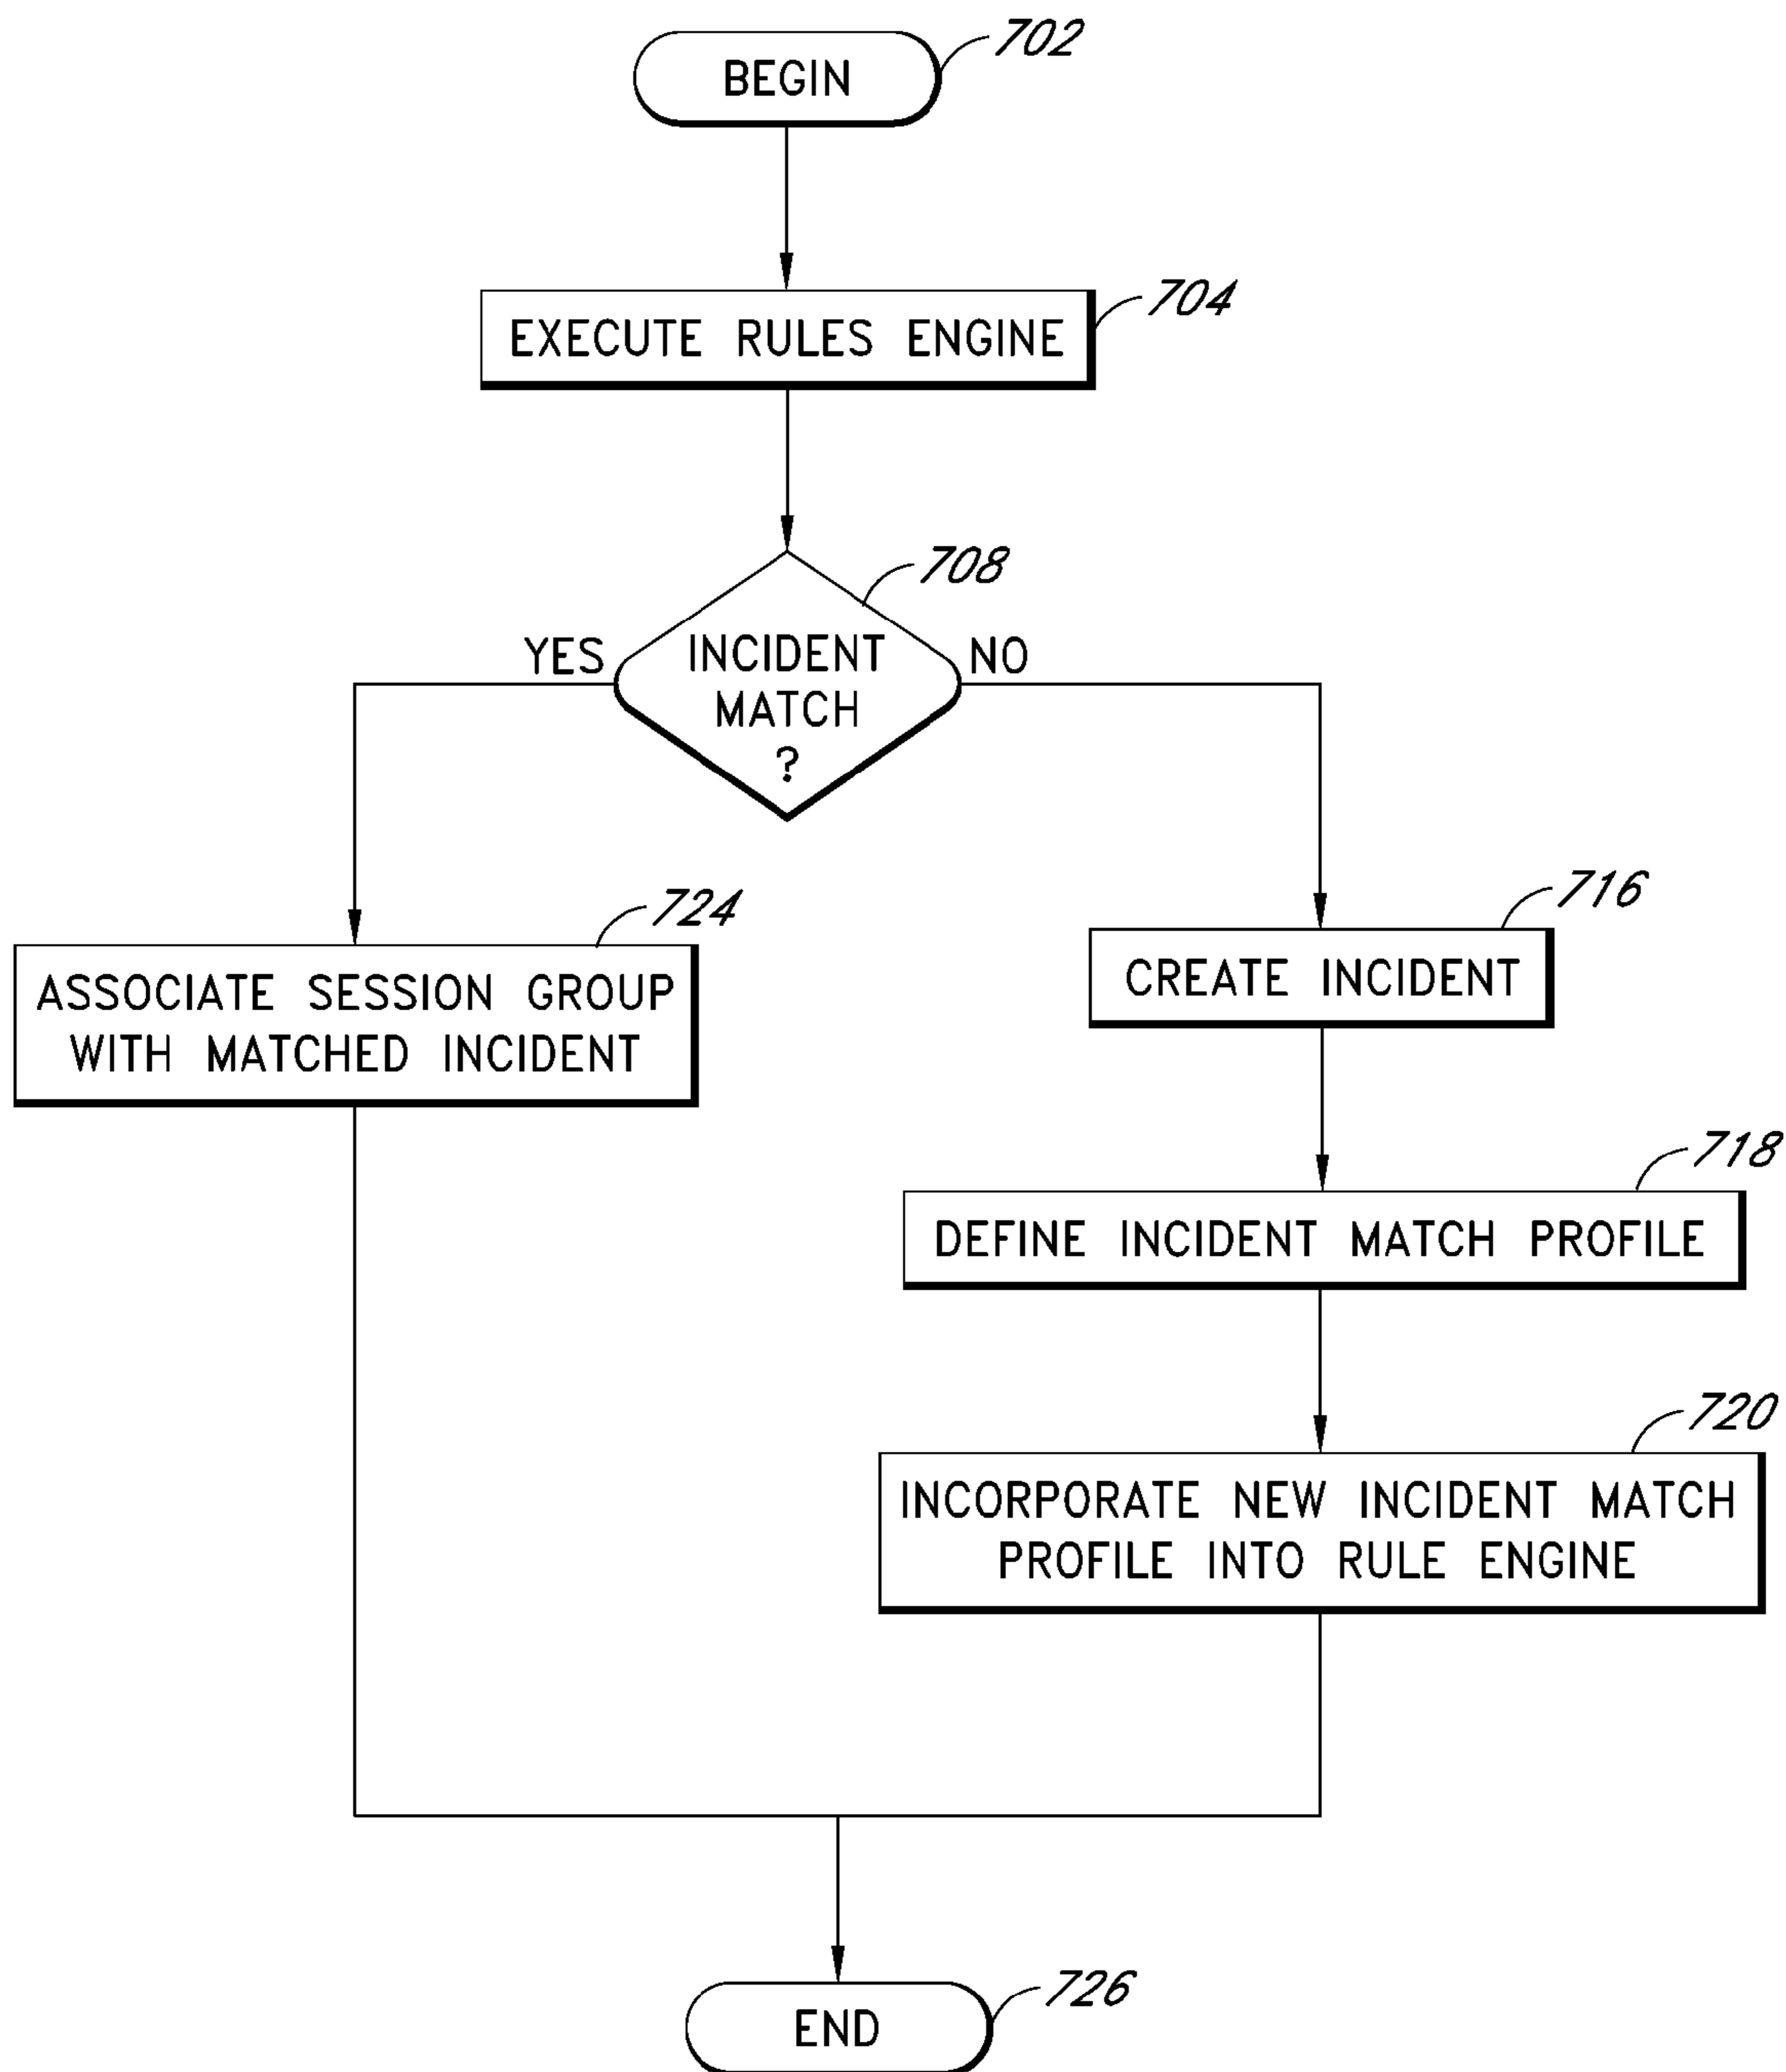 BEGIN
702
EXECUTE RULES ENGINE
704
708
INCIDENT
MATCH
?
YES
NO
724
ASSOCIATE SESSION GROUP
WITH MATCHED INCIDENT
716
CREATE INCIDENT
718
DEFINE INCIDENT MATCH PROFILE
720
INCORPORATE NEW INCIDENT MATCH
PROFILE INTO RULE ENGINE
END
726